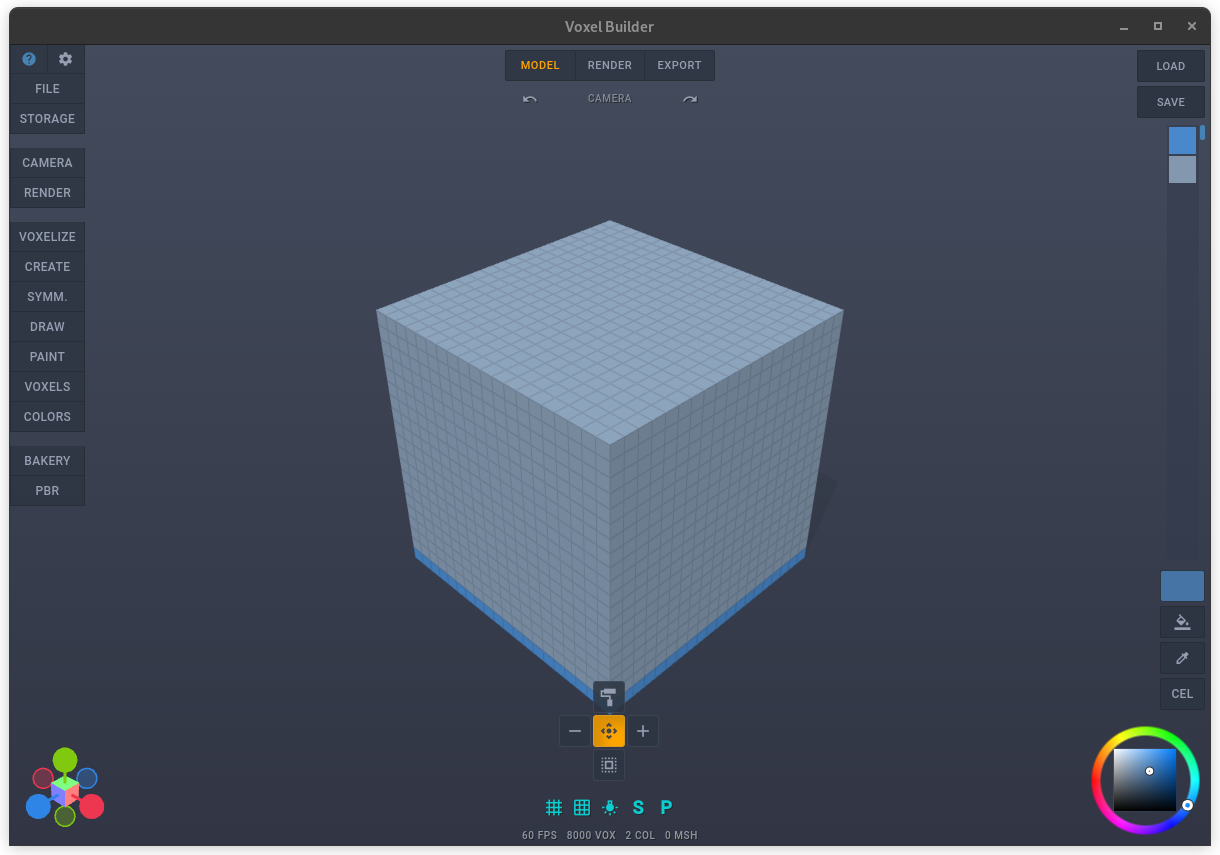 Voxel Builder
MODEL RENDER EXPORT
CAMERA
LOAD
SAVE
FILE
STORAGE
CAMERA
RENDER
VOXELIZE
CREATE
SYMM.
DRAW
PAINT
VOXELS
COLORS
BAKERY
PBR
CEL
S P
60 FPS 8000 VOX 2 COL 0 MSH